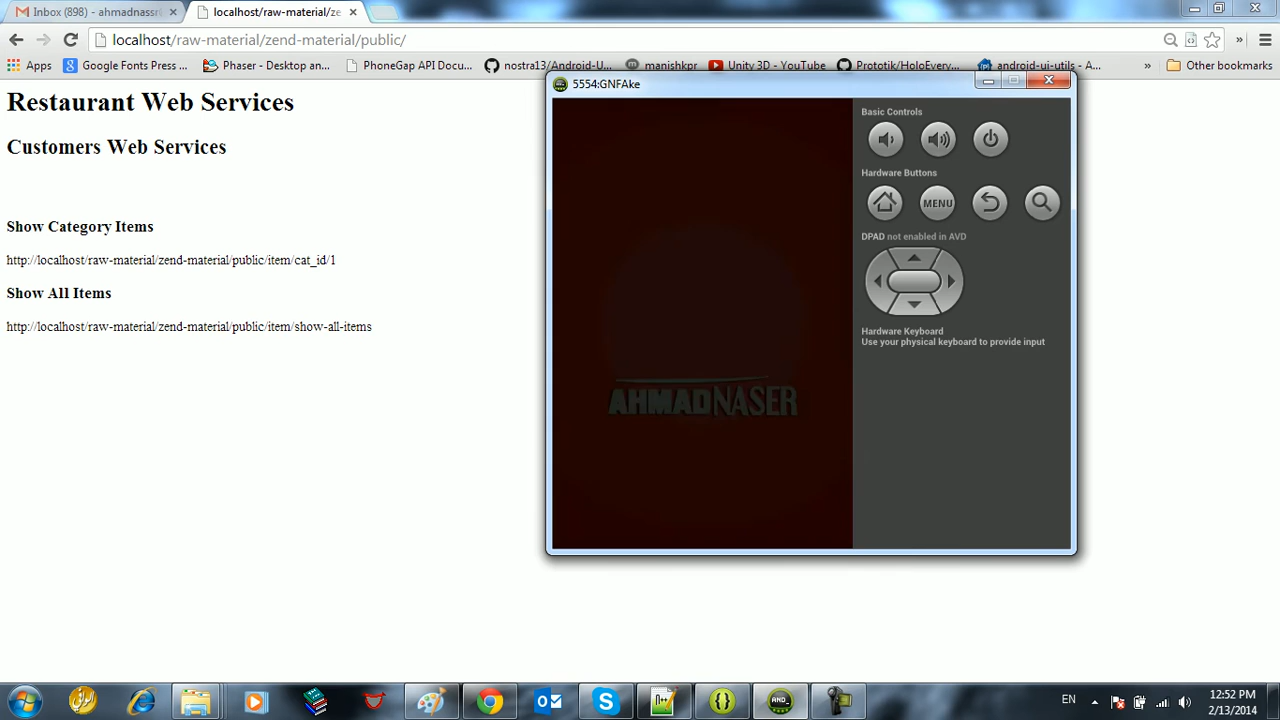 Inbox (898) - ahmadnassri
localhost/raw-material/ze
localhost/raw-material/zend-material/public/
Apps
Google Fonts Press ...
Phaser - Desktop an...
PhoneGap API Docu...
nostra13/Android-U...
manishkpr
Unity 3D - YouTube
Prototik/HoloEvery...
android-ui-utils - A...
Other bookmarks
Restaurant Web Services
Customers Web Services
Show Category Items
http://localhost/raw-material/zend-material/public/item/cat_id/1
Show All Items
http://localhost/raw-material/zend-material/public/item/show-all-items
5554:GNFAke
AHMADNASER
Basic Controls
Hardware Buttons
MENU
DPAD not enabled in AVD
Hardware Keyboard
Use your physical keyboard to provide input
EN
12:52 PM
2/13/2014